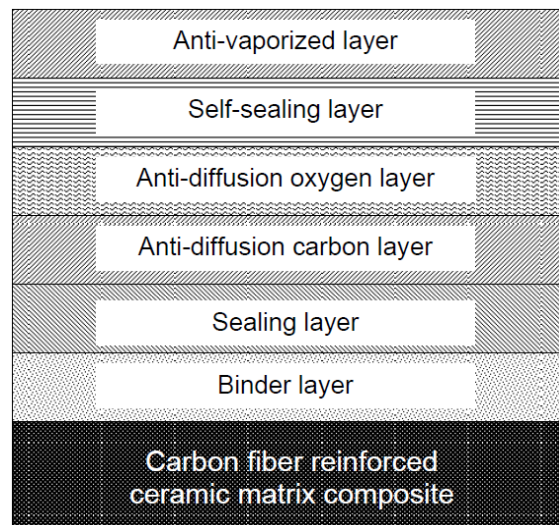 Anti-vaporized layer
Self-sealing layer
Anti-diffusion oxygen layer
Anti-diffusion carbon layer
Sealing layer
Binder layer
Carbon fiber reinforced
ceramic matrix composite